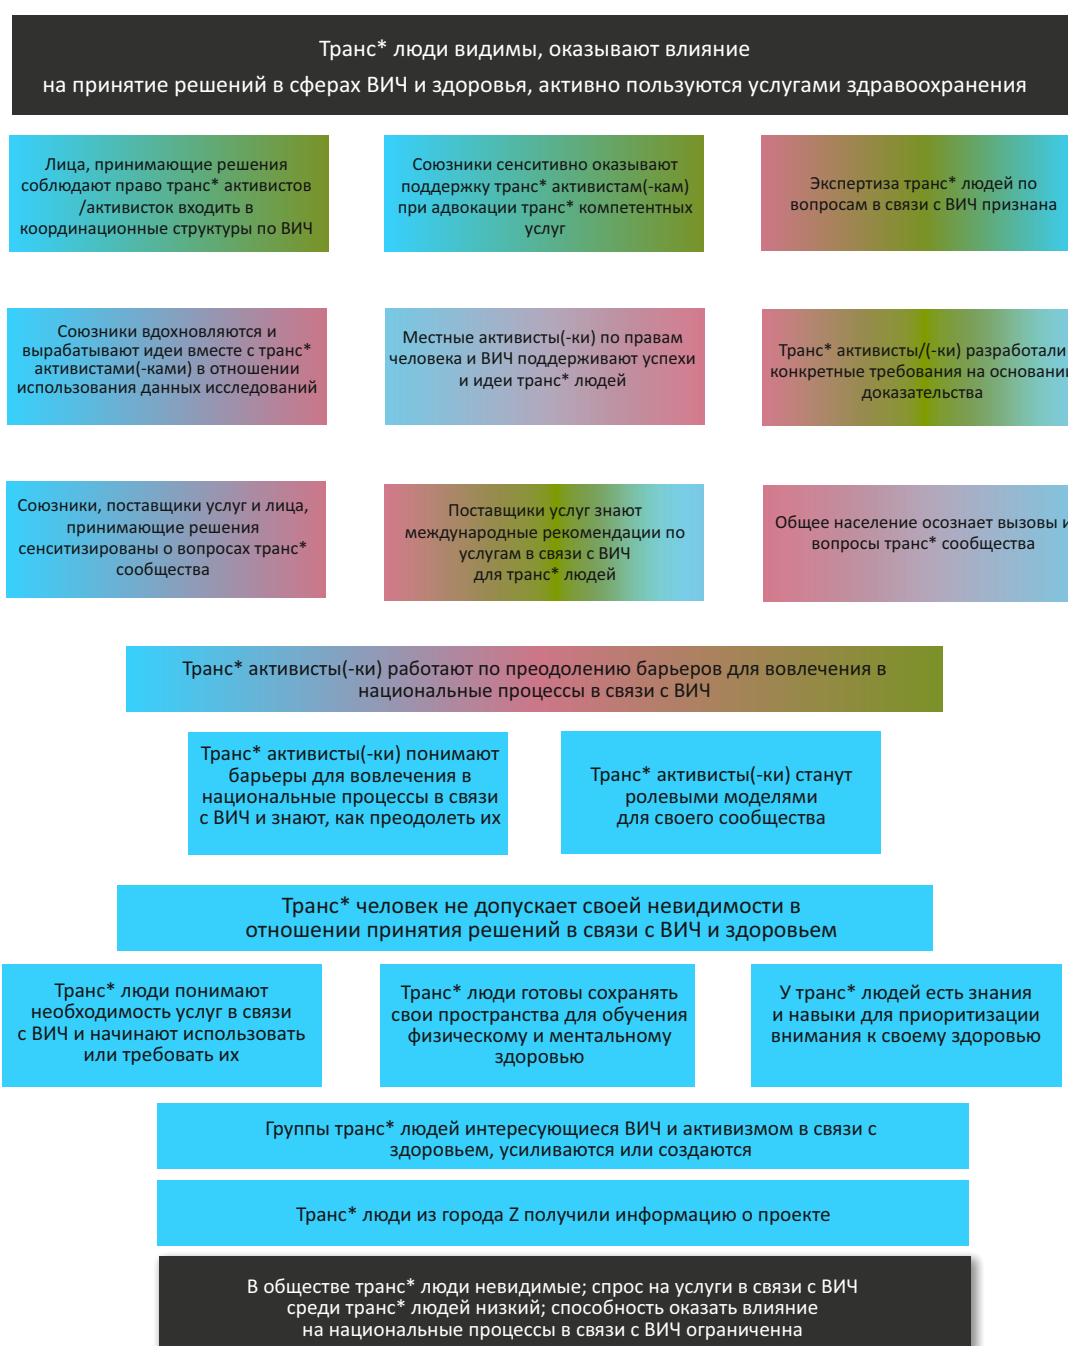 Транс* люди видимы, оказывают влияние
на принятие решений в сферах ВИЧ и здоровья, активно пользуются услугами здравоохранения
Лица, принимающие решения
соблюдают право транс* активистов
/активисток входить в
координационные структуры по ВИЧ
Союзники сенситивно оказывают
поддержку транс* активистам(-кам)
при адвокации транс* компетентных
услуг
Экспертиза транс* людей по
вопросам в связи с ВИЧ признана
Союзники вдохновляются и
вырабатывают идеи вместе с транс*
активистами(-ками) в отношении
использования данных исследований
Местные активисты(-ки) по правам
человека и ВИЧ поддерживают успехи
и идеи транс* людей
Транс* активисты/(-ки) разработали
конкретные требования на основании
доказательства
Союзники, поставщики услуг и лица,
принимающие решения
сенситизированы о вопросах транс*
сообщества
Поставщики услуг знают
международные рекомендации по
услугам в связи с ВИЧ
для транс* людей
Общее население осознает вызовы и
вопросы транс* сообщества
Транс* активисты(-ки) работают по преодолению барьеров для вовлечения в
национальные процессы в связи с ВИЧ
Транс* активисты(-ки) понимают
барьеры для вовлечения в
национальные процессы в связи
с ВИЧ и знают, как преодолеть их
Транс* активисты(-ки) станут
ролевыми моделями
для своего сообщества
Транс* человек не допускает своей невидимости в
отношении принятия решений в связи с ВИЧ и здоровьем
Транс* люди понимают
необходимость услуг в связи
с ВИЧ и начинают использовать
или требовать их
Транс* люди готовы сохранять
свои пространства для обучения
физическому и ментальному
здоровью
У транс* людей есть знания
и навыки для приоритизации
внимания к своему здоровью
Группы транс* людей интересующиеся ВИЧ и активизмом в связи с
здоровьем, усиливаются или создаются
Транс* люди из города Z получили информацию о проекте
В обществе транс* люди невидимые; спрос на услуги в связи с ВИЧ
среди транс* людей низкий; способность оказать влияние
на национальные процессы в связи с ВИЧ ограниченна